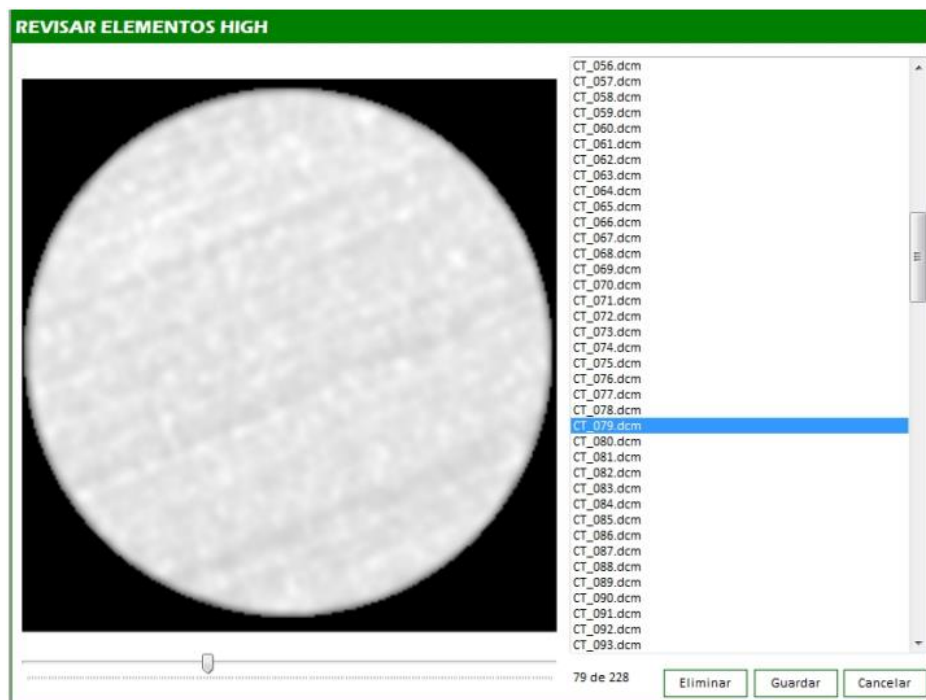 REVISAR ELEMENTOS HIGH
CT_056.dcm
CT_057.dcm
CT_058.dcm
CT_059.dcm
CT_060.dcm
CT_061.dcm
CT_062.dcm
CT_063.dcm
CT_064.dcm
CT_065.dcm
CT_066.dcm
CT_067.dcm
CT_068.dcm
CT_069.dcm
CT_070.dcm
CT_071.dcm
CT_072.dcm
CT_073.dcm
CT_074.dcm
CT_075.dcm
CT_076.dcm
CT_077.dcm
CT_078.dcm
CT_079.dcm
CT_080.dcm
CT_081.dcm
CT_082.dcm
CT_083.dcm
CT_084.dcm
CT_085.dcm
CT_086.dcm
CT_087.dcm
CT_088.dcm
CT_089.dcm
CT_090.dcm
CT_091.dcm
CT_092.dcm
CT_093.dcm
79 de 228 Eliminar Guardar Cancelar